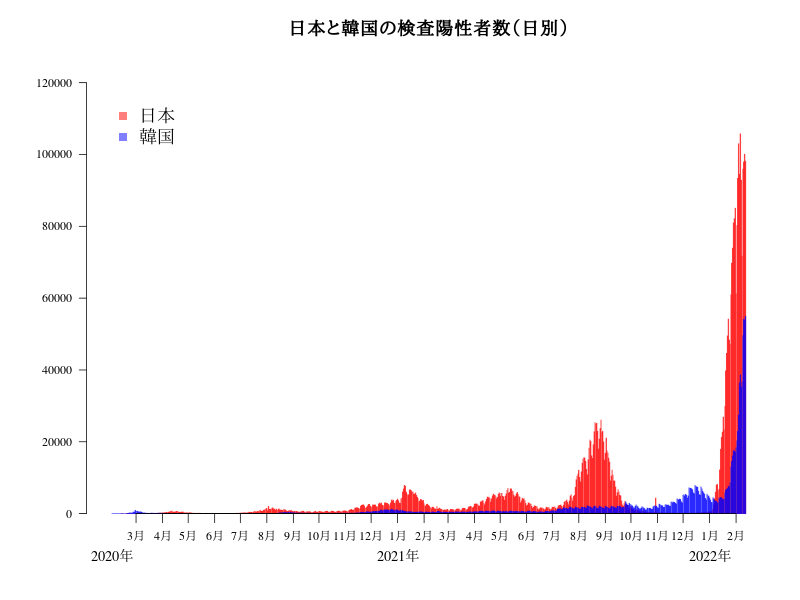 日本と韓国の検査陽性者数（日別）
120000
日本
韓国
100000
80000
60000
40000
20000
0
3月 4月 5月 6月 7月 8月 9月 10月 11月 12月 1月 2月 3月 4月 5月 6月 7月 8月 9月 10月 11月 12月 1月 2月
2020年 2021年 2022年